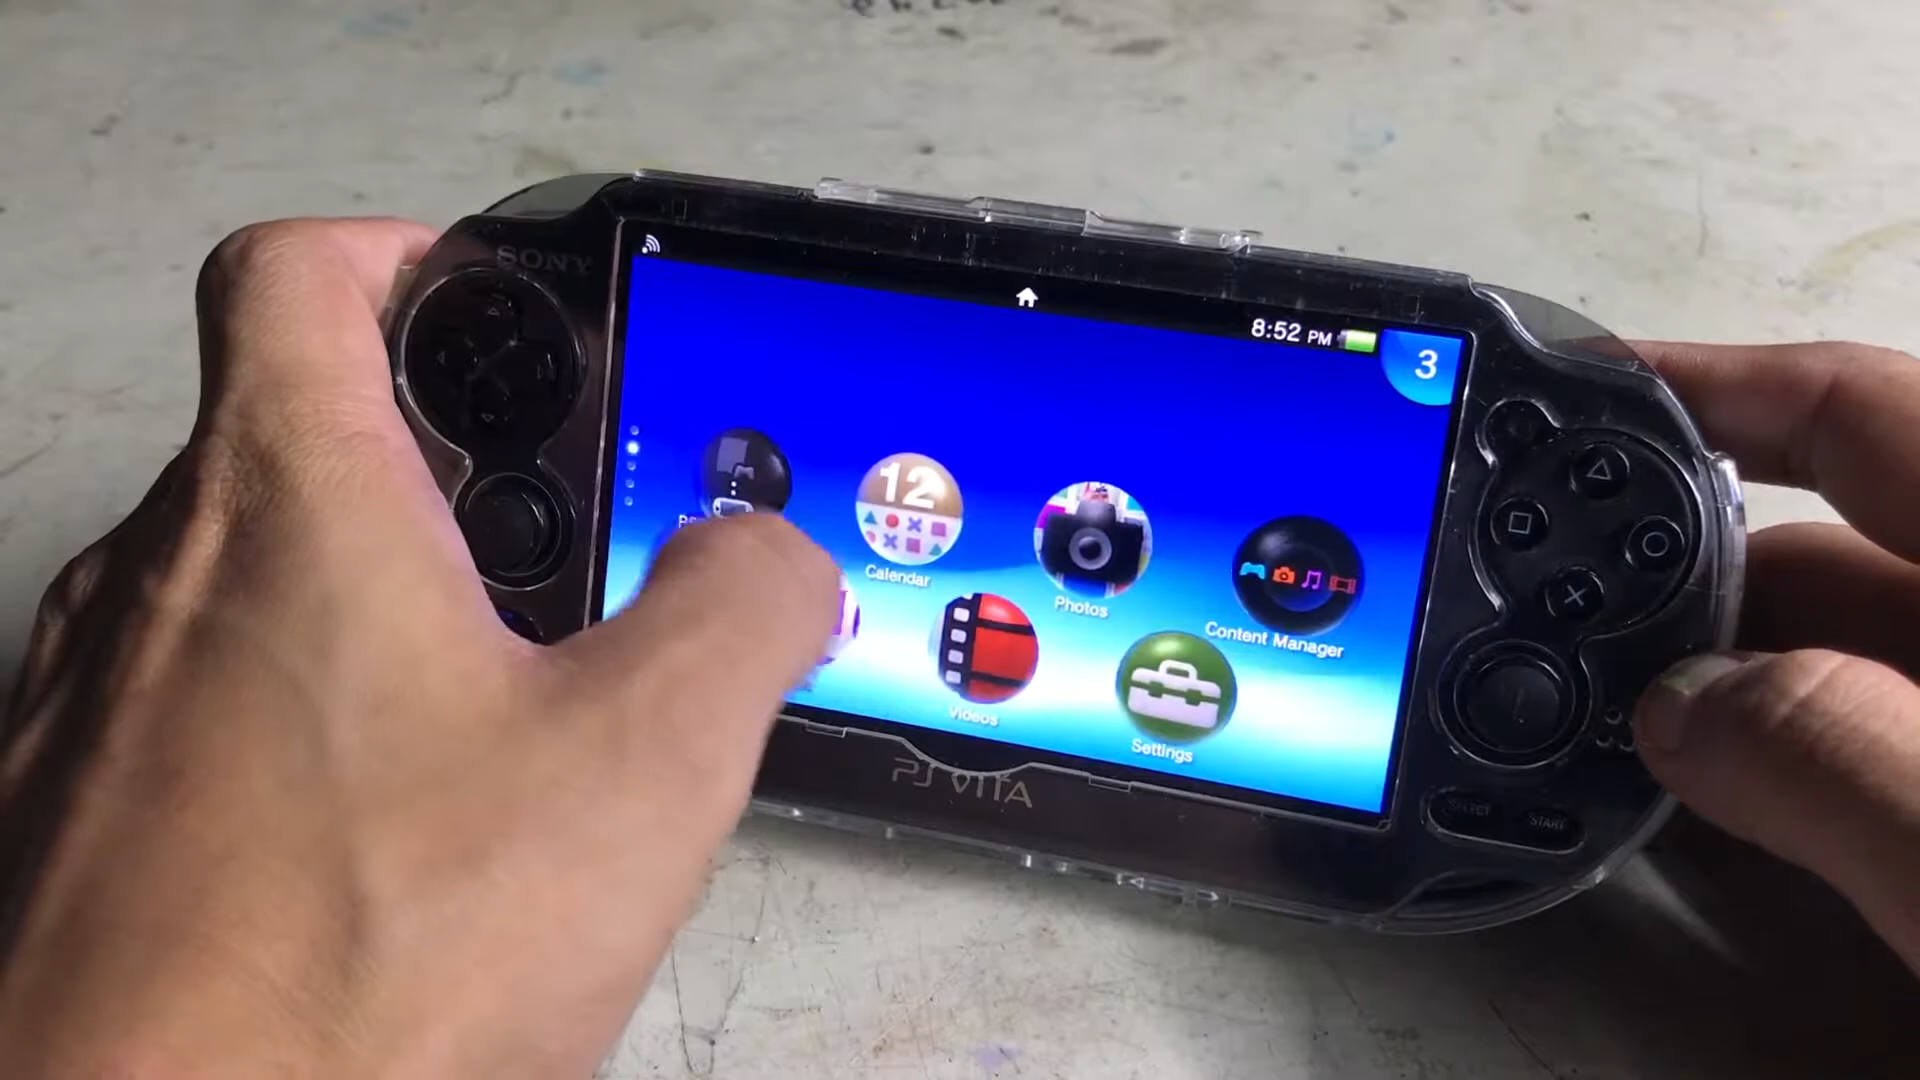 SONY
8:52 PM
3
12
Calendar
Photos
Content Manager
Videos
Settings
PS VITA
SELECT
START